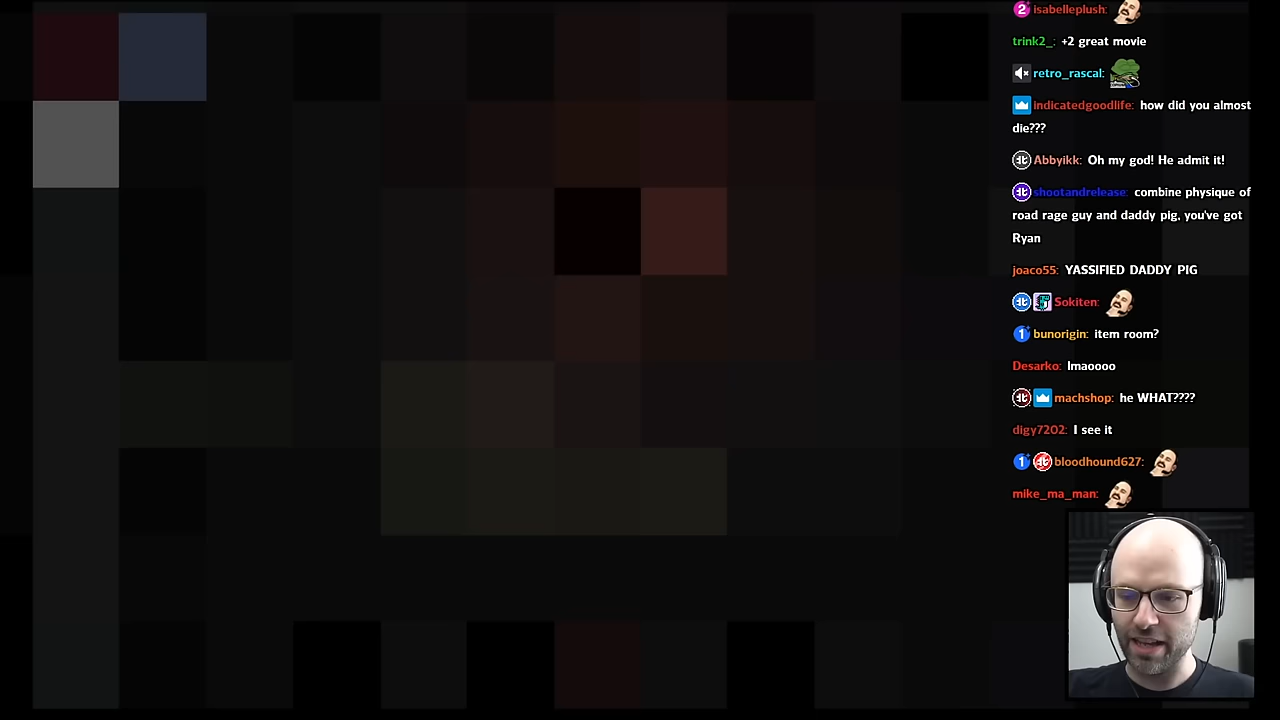 isabelleplush:
trink2_: +2 great movie
retro_rascal:
indicatedgoodlife: how did you almost
die???
Abbyikk: Oh my god! He admit it!
shootandrelease: combine physique of
road rage guy and daddy pig, you've got
Ryan
joaco55: YASSIFIED DADDY PIG
Sokiten:
bunorigin: item room?
Desarko: lmaoooo
machshop: he WHAT????
digy7202: I see it
bloodhound627:
mike_ma_man: